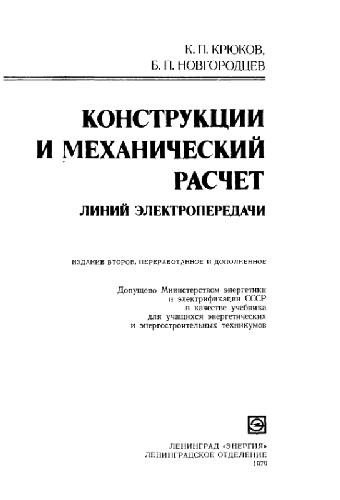 К. П. КРЮКОВ,
Б. П. НОВГОРОДЦЕВ
КОНСТРУКЦИИ
И МЕХАНИЧЕСКИЙ
РАСЧЕТ
ЛИНИЙ ЭЛЕКТРОПЕРЕДАЧИ
ИЗДАНИЕ ВТОРОЕ, ПЕРЕРАБОТАННОЕ И ДОПОЛНЕННОЕ
Допущено Министерством энергетики
и электрификации СССР
в качестве учебника
для учащихся энергетических
и энергостроительных техникумов
ЛЕНИНГРАД «ЭНЕРГИЯ»
ЛЕНИНГРАДСКОЕ ОТДЕЛЕНИЕ
1979